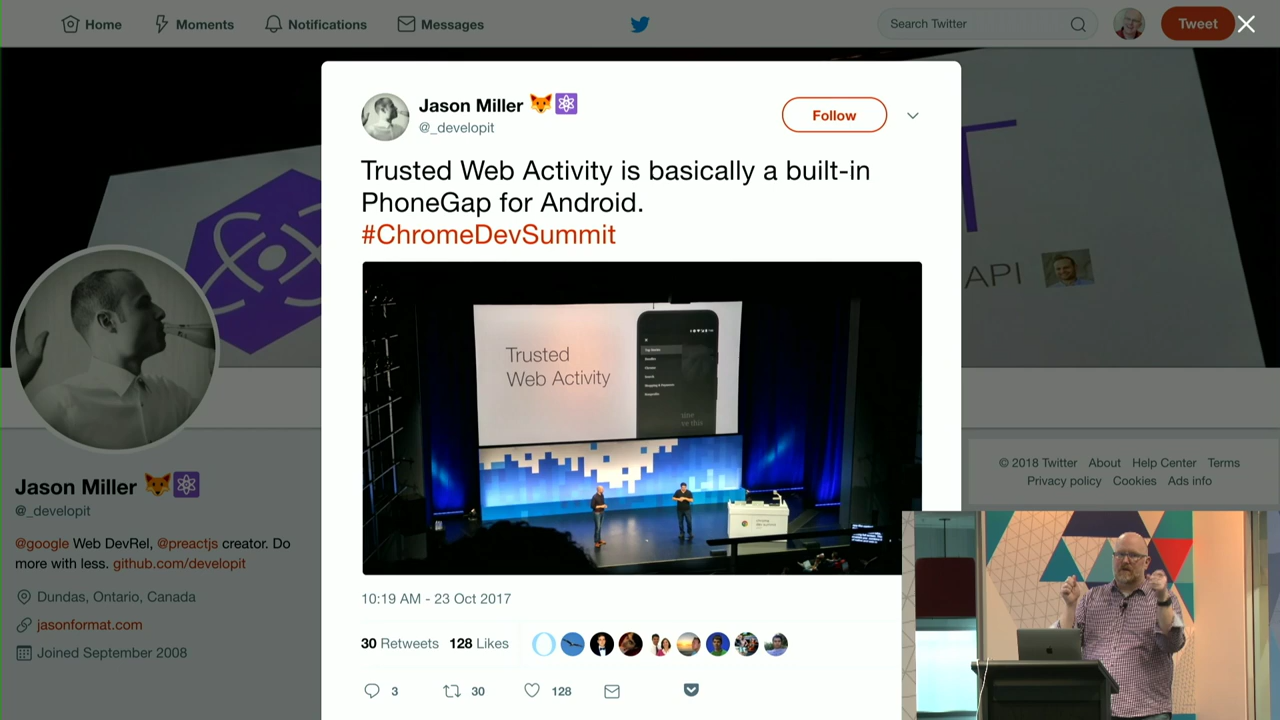 Home
Moments
Notifications
Messages
Search Twitter
Tweet
Jason Miller
@_developit
Follow
Trusted Web Activity is basically a built-in
PhoneGap for Android.
#ChromeDevSummit
API
Trusted
Web Activity
10:19 AM - 23 Oct 2017
30 Retweets 128 Likes
3
30
128
Jason Miller
@_developit
@google Web DevRel, @preactjs creator. Do
more with less. github.com/developit
Dundas, Ontario, Canada
jasonformat.com
Joined September 2008
© 2018 Twitter About Help Center Terms
Privacy policy Cookies Ads info